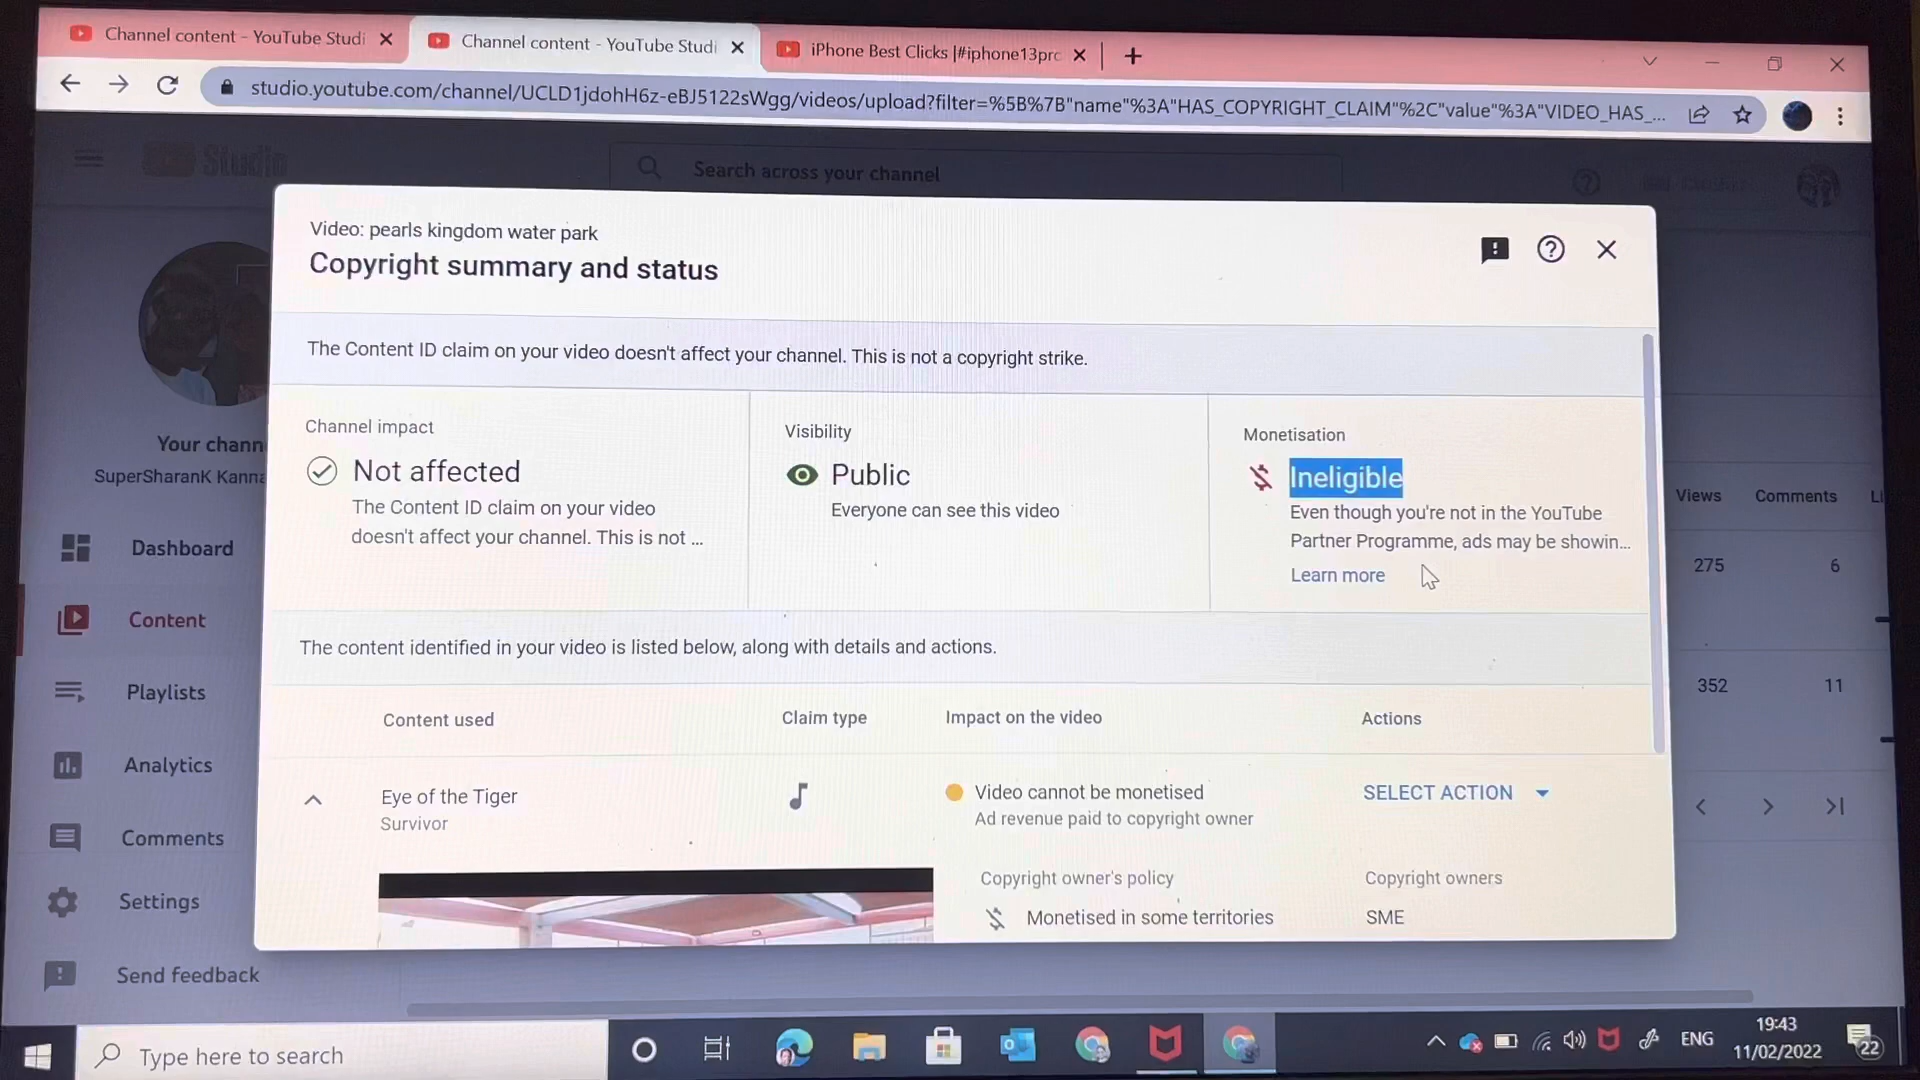 Channel content - YouTube Studi
Channel content - YouTube Studi
iPhone Best Clicks |#iphone13pro
studio.youtube.com/channel/UCLD1jdohH6z-eBJ5122sWgg/videos/upload?filter=%5B%7B"name"%3A"HAS_COPYRIGHT_CLAIM"%2C"value"%3A"VIDEO_HAS_...
Studio
Search across your channel
Video: pearls kingdom water park
Copyright summary and status
The Content ID claim on your video doesn't affect your channel. This is not a copyright strike.
Channel impact
Not affected
The Content ID claim on your video
doesn't affect your channel. This is not ...
Visibility
Public
Everyone can see this video
Monetisation
Ineligible
Even though you're not in the YouTube
Partner Programme, ads may be showin...
Learn more
The content identified in your video is listed below, along with details and actions.
Content used
Claim type
Impact on the video
Actions
Eye of the Tiger
Survivor
Video cannot be monetised
Ad revenue paid to copyright owner
SELECT ACTION
Copyright owner's policy
Monetised in some territories
Copyright owners
SME
Your chann
SuperSharanK Kanna
Dashboard
Content
Playlists
Analytics
Comments
Settings
Send feedback
Views
Comments
Li
275
6
352
11
Type here to search
ENG
19:43
11/02/2022
22